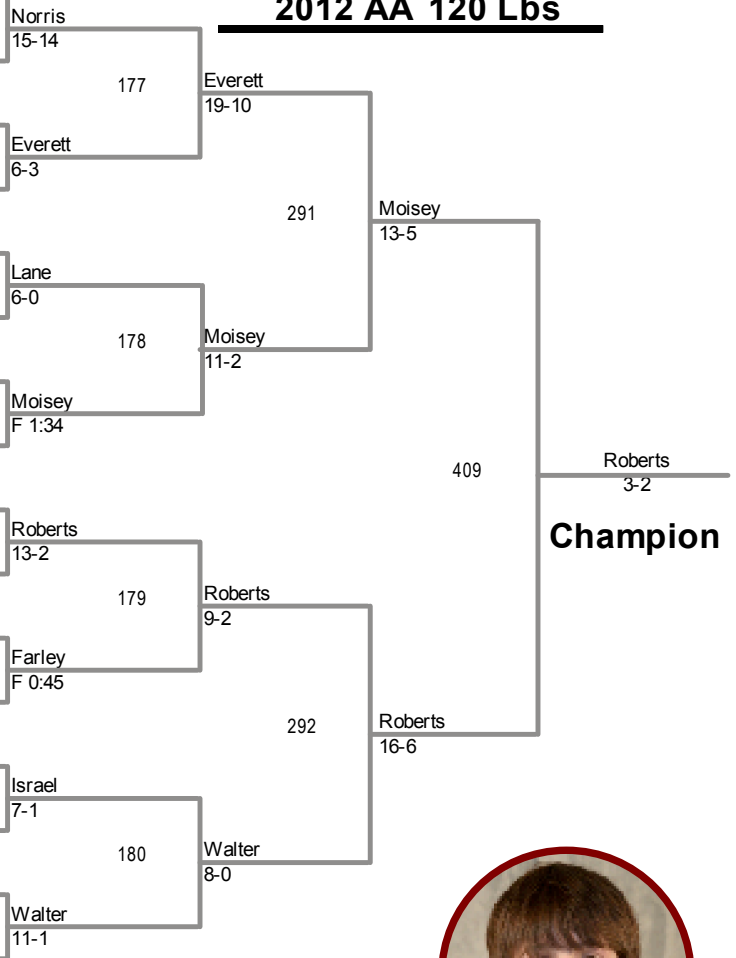 2012 AA 120 Lbs
Norris
15-14
177
Everett
19-10
Everett
6-3
291
Moisey
13-5
Lane
6-0
178
Moisey
11-2
Moisey
F 1:34
409
Roberts
3-2
Champion
Roberts
13-2
179
Roberts
9-2
Farley
F 0:45
292
Roberts
16-6
Israel
7-1
180
Walter
8-0
Walter
11-1